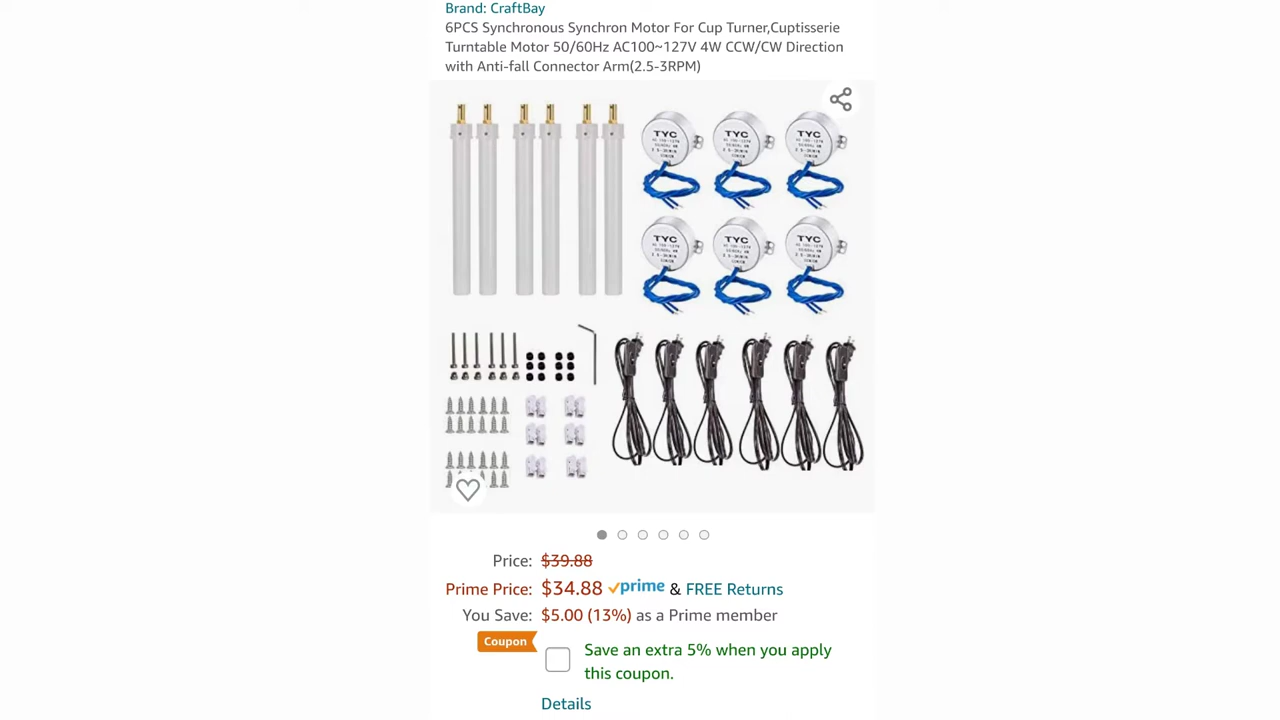 Brand: CraftBay
6PCS Synchronous Synchron Motor For Cup Turner,Cuptisserie
Turntable Motor 50/60Hz AC100~127V 4W CCW/CW Direction
with Anti-fall Connector Arm(2.5-3RPM)
TYC
TYC
TYC
TYC
TYC
TYC
Price: $39.88
Prime Price: $34.88 prime & FREE Returns
You Save: $5.00 (13%) as a Prime member
Coupon
Save an extra 5% when you apply
this coupon.
Details